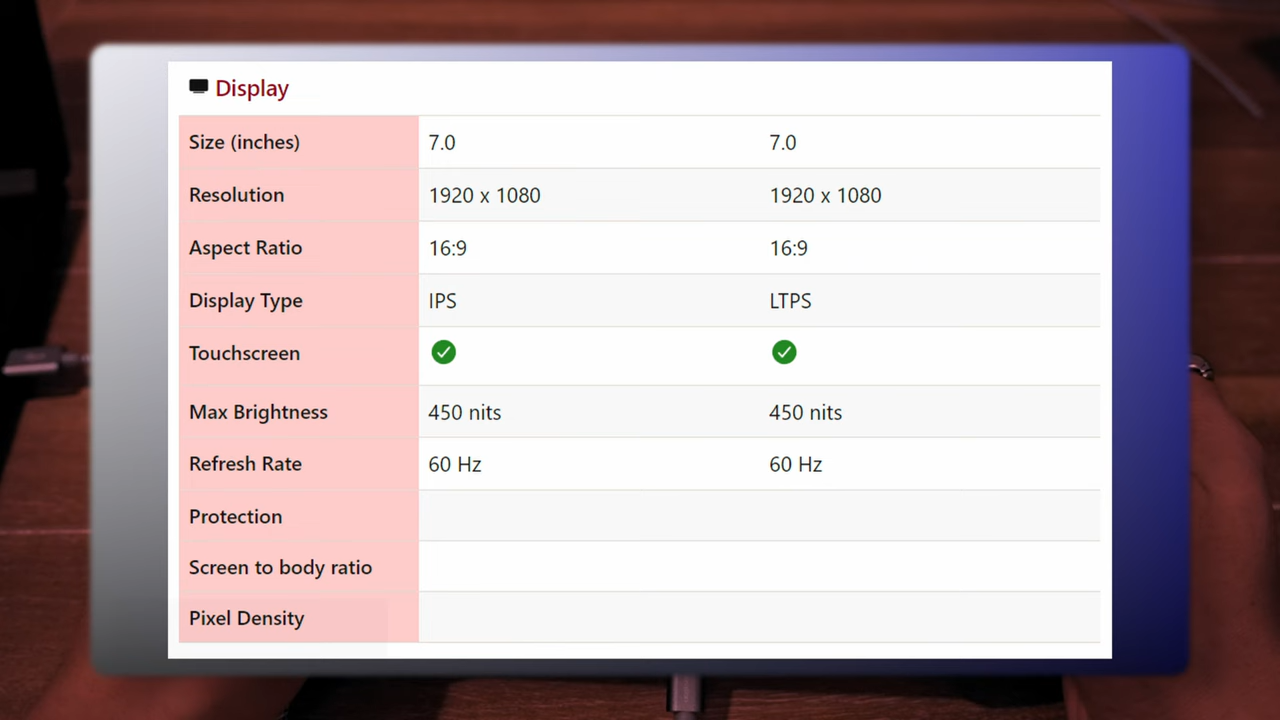 Display
Size (inches) 7.0 7.0
Resolution 1920 x 1080 1920 x 1080
Aspect Ratio 16:9 16:9
Display Type IPS LTPS
Touchscreen
Max Brightness 450 nits 450 nits
Refresh Rate 60 Hz 60 Hz
Protection
Screen to body ratio
Pixel Density